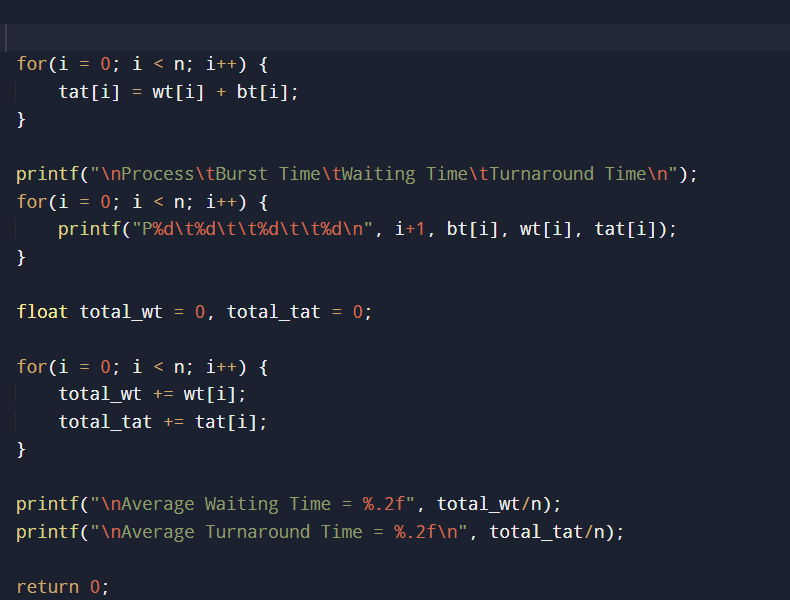 for(i = 0; i < n; i++) {
    tat[i] = wt[i] + bt[i];
}
printf("\nProcess\tBurst Time\tWaiting Time\tTurnaround Time\n");
for(i = 0; i < n; i++) {
    printf("P%d\t%d\t\t%d\t\t%d\n", i+1, bt[i], wt[i], tat[i]);
}
float total_wt = 0, total_tat = 0;
for(i = 0; i < n; i++) {
    total_wt += wt[i];
    total_tat += tat[i];
}
printf("\nAverage Waiting Time = %.2f", total_wt/n);
printf("\nAverage Turnaround Time = %.2f\n", total_tat/n);
return 0;